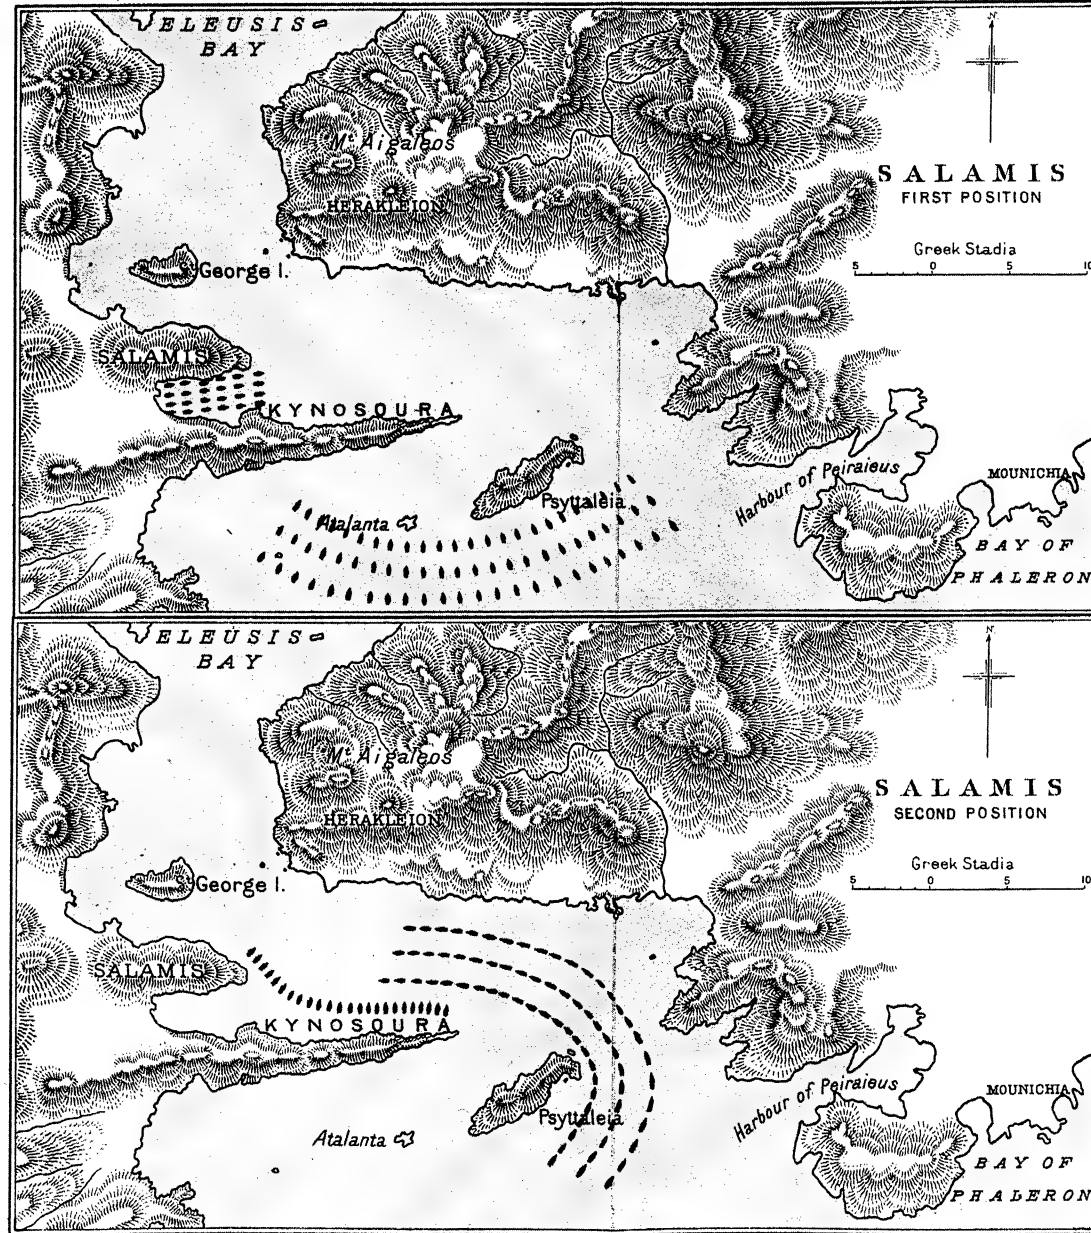 ELEUSIS
BAY
Mt Aigaleos
SALAMIS
FIRST POSITION
HERAKLEION
Greek Stadia
5 0 5 10
St George I.
SALAMIS
KYNOSOURA
Harbour of Peiraieus
MOUNICHIA
Psyttaleia
Atalanta
BAY OF
PHALERON
N
ELEUSIS
BAY
Mt Aigaleos
SALAMIS
SECOND POSITION
HERAKLEION
Greek Stadia
5 0 5 10
St George I.
SALAMIS
KYNOSOURA
Harbour of Peiraieus
MOUNICHIA
Psyttaleia
Atalanta
BAY OF
PHALERON
N